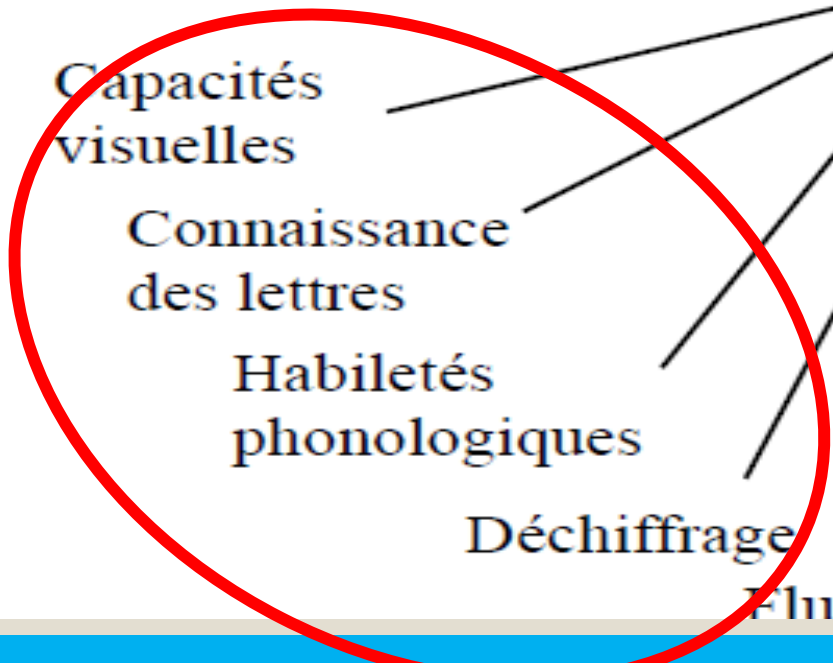 Capacités
visuelles
Connaissance
des lettres
Habiletés
phonologiques
Déchiffrage